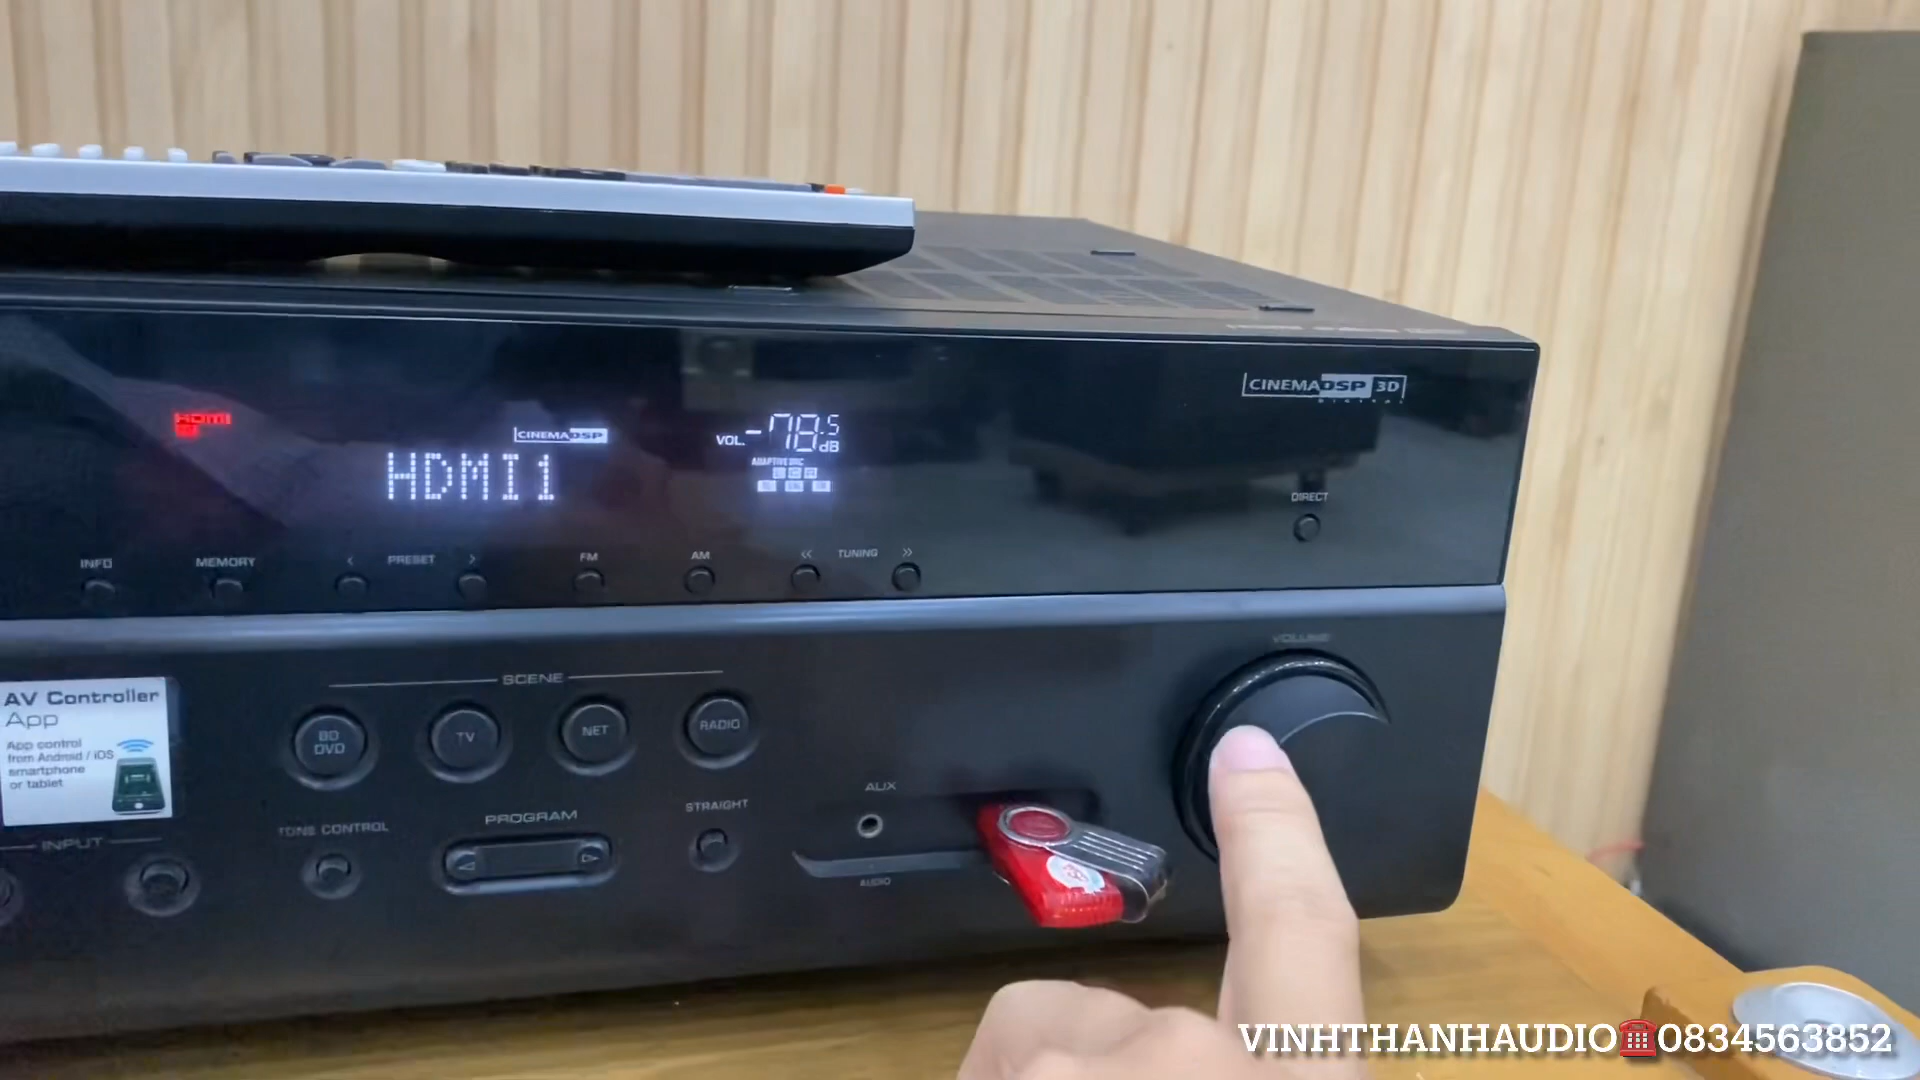 CINEMA DSP 3D
DIGITAL
HDMI
CINEMA DSP
VOL. -78.5 dB
ADAPTIVE DRC
L C R
HDMI1
DIRECT
INFO
MEMORY
< PRESET >
FM
AM
<< TUNING >>
VOLUME
SCENE
BD
DVD
TV
NET
RADIO
AV Controller
App
App control
from Android / iOS
smartphone
or tablet
INPUT
TONE CONTROL
PROGRAM
STRAIGHT
AUX
AUDIO
VINHTHANHAUDIO☎️0834563852